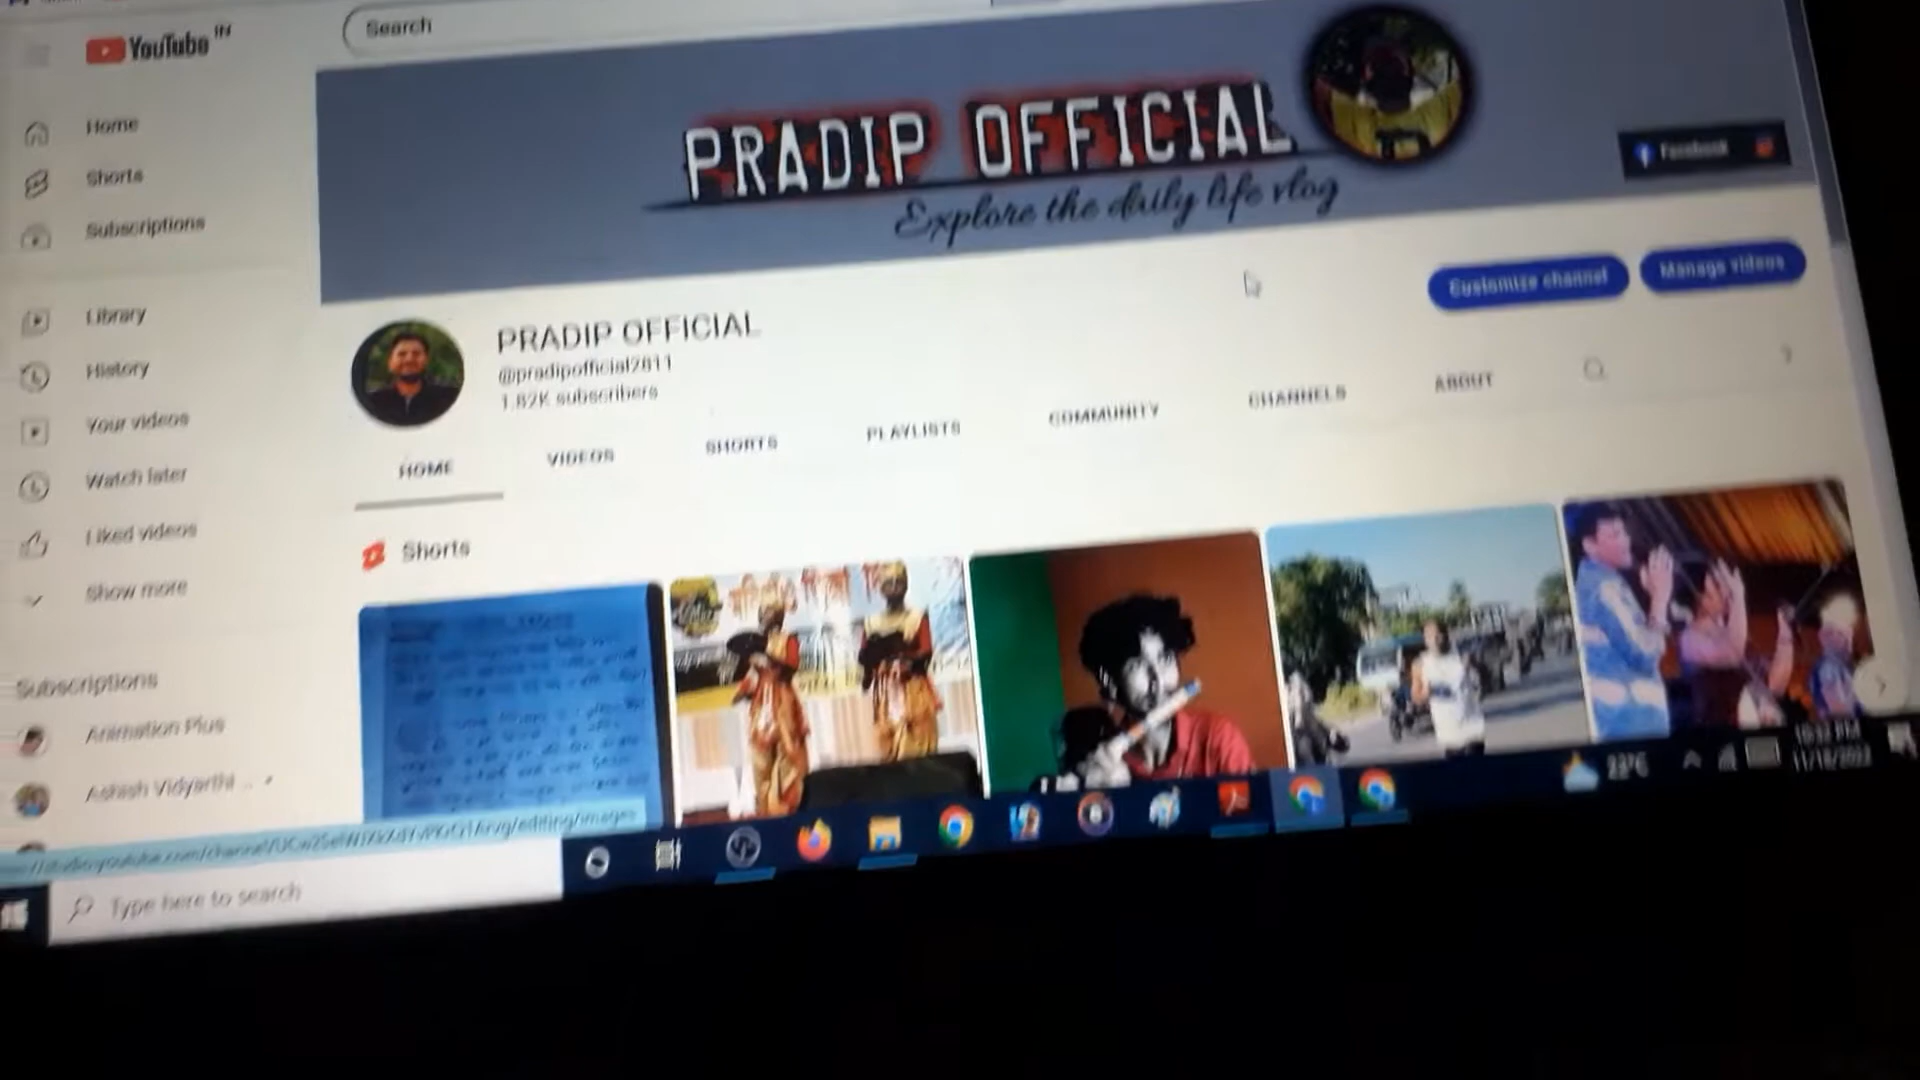 YouTube IN
Search
Home
Shorts
Subscriptions
Library
History
Your videos
Watch later
Liked videos
Show more
Subscriptions
Animation Plus
Ashish Vidyarthi ...
PRADIP OFFICIAL
Explore the daily life vlog
Facebook
Customize channel
Manage videos
PRADIP OFFICIAL
@pradipofficial2811
1.82K subscribers
HOME
VIDEOS
SHORTS
PLAYLISTS
COMMUNITY
CHANNELS
ABOUT
Shorts
Type here to search